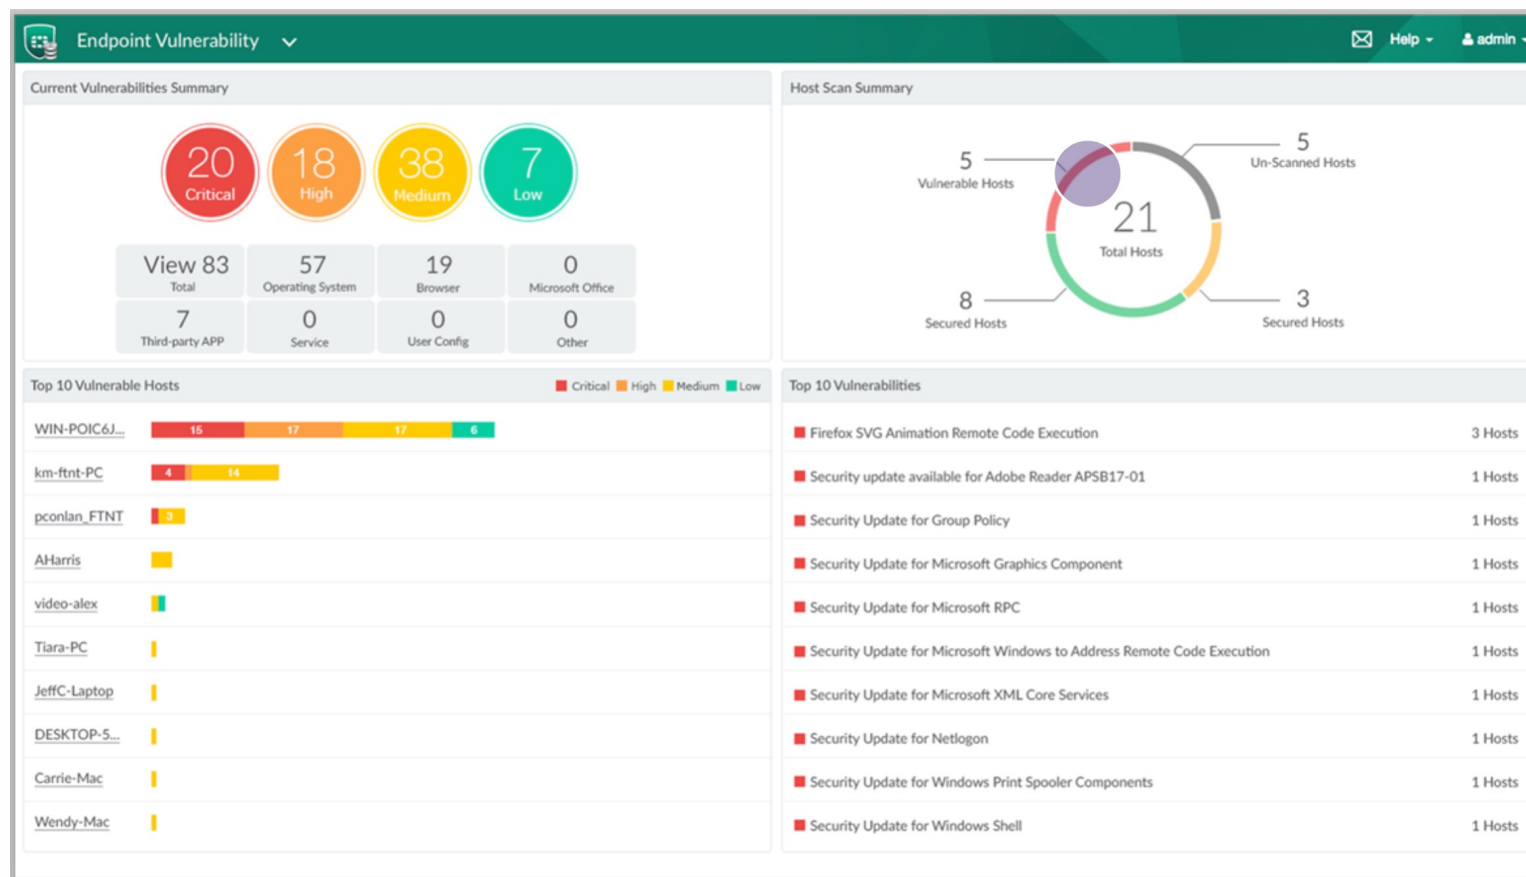 Endpoint Vulnerability
Help
admin
Current Vulnerabilities Summary
20
Critical
18
High
38
Medium
7
Low
View 83
Total
57
Operating System
19
Browser
0
Microsoft Office
7
Third-party APP
0
Service
0
User Config
0
Other
Host Scan Summary
5
Vulnerable Hosts
5
Un-Scanned Hosts
21
Total Hosts
8
Secured Hosts
3
Secured Hosts
Top 10 Vulnerable Hosts
Critical High Medium Low
WIN-POIC6J... 15 17 17 6
km-ftnt-PC 4 14
pconlan_FTNT 3
AHarris
video-alex
Tiara-PC
JeffC-Laptop
DESKTOP-5...
Carrie-Mac
Wendy-Mac
Top 10 Vulnerabilities
Firefox SVG Animation Remote Code Execution 3 Hosts
Security update available for Adobe Reader APSB17-01 1 Hosts
Security Update for Group Policy 1 Hosts
Security Update for Microsoft Graphics Component 1 Hosts
Security Update for Microsoft RPC 1 Hosts
Security Update for Microsoft Windows to Address Remote Code Execution 1 Hosts
Security Update for Microsoft XML Core Services 1 Hosts
Security Update for Netlogon 1 Hosts
Security Update for Windows Print Spooler Components 1 Hosts
Security Update for Windows Shell 1 Hosts